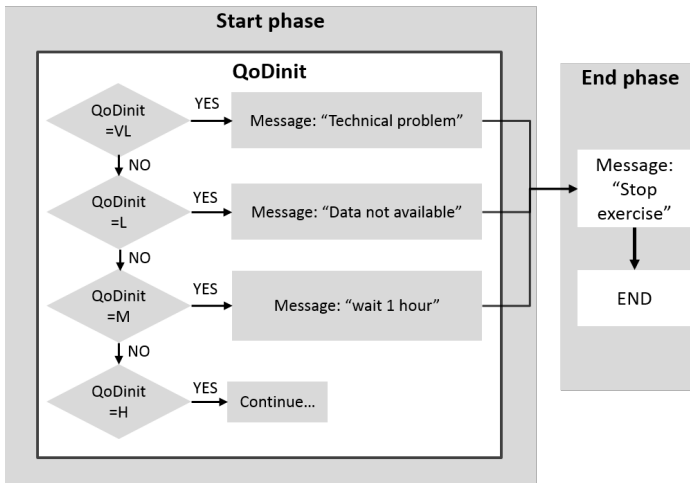 Start phase
QoDinit
QoDinit
=VL
YES
Message: “Technical problem”
NO
QoDinit
=L
YES
Message: “Data not available”
NO
QoDinit
=M
YES
Message: “wait 1 hour”
NO
QoDinit
=H
YES
Continue...
End phase
Message:
“Stop
exercise”
END